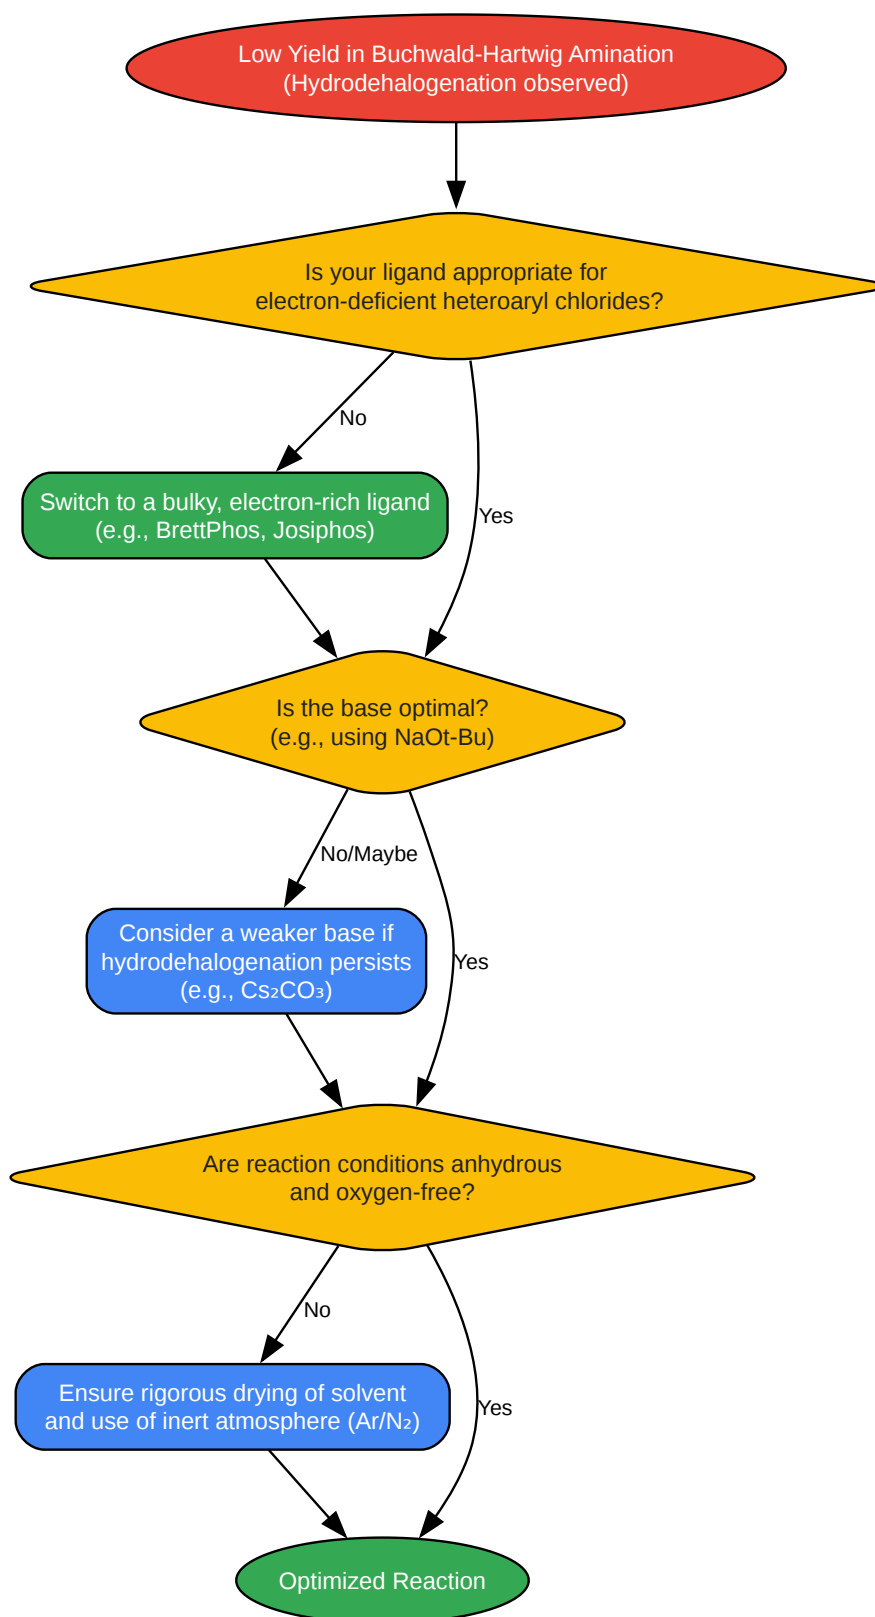 Low Yield in Buchwald-Hartwig Amination
(Hydrodehalogenation observed)
Is your ligand appropriate for
electron-deficient heteroaryl chlorides?
No
Switch to a bulky, electron-rich ligand
(e.g., BrettPhos, Josiphos)
Yes
Is the base optimal?
(e.g., using NaOt-Bu)
No/Maybe
Consider a weaker base if
hydrodehalogenation persists
(e.g., Cs₂CO₃)
Yes
Are reaction conditions anhydrous
and oxygen-free?
No
Ensure rigorous drying of solvent
and use of inert atmosphere (Ar/N₂)
Yes
Optimized Reaction